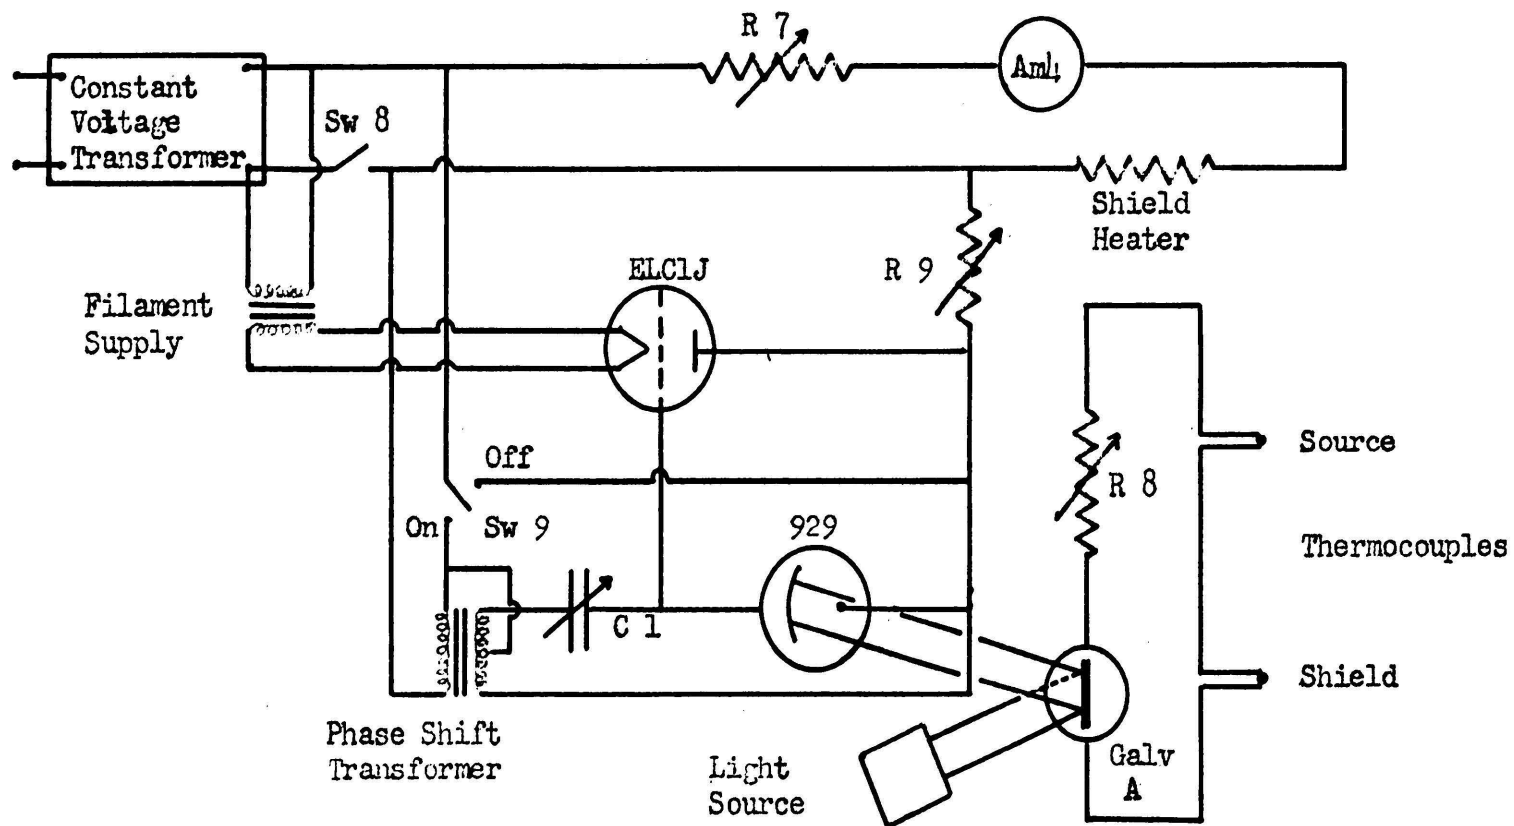 R 7
Am4
Constant
Voltage
Transformer
Sw 8
Shield
Heater
ELC1J
R 9
Filament
Supply
Off
Source
R 8
On
Sw 9
929
Thermocouples
C 1
Shield
Phase Shift
Transformer
Light
Source
Galv
A